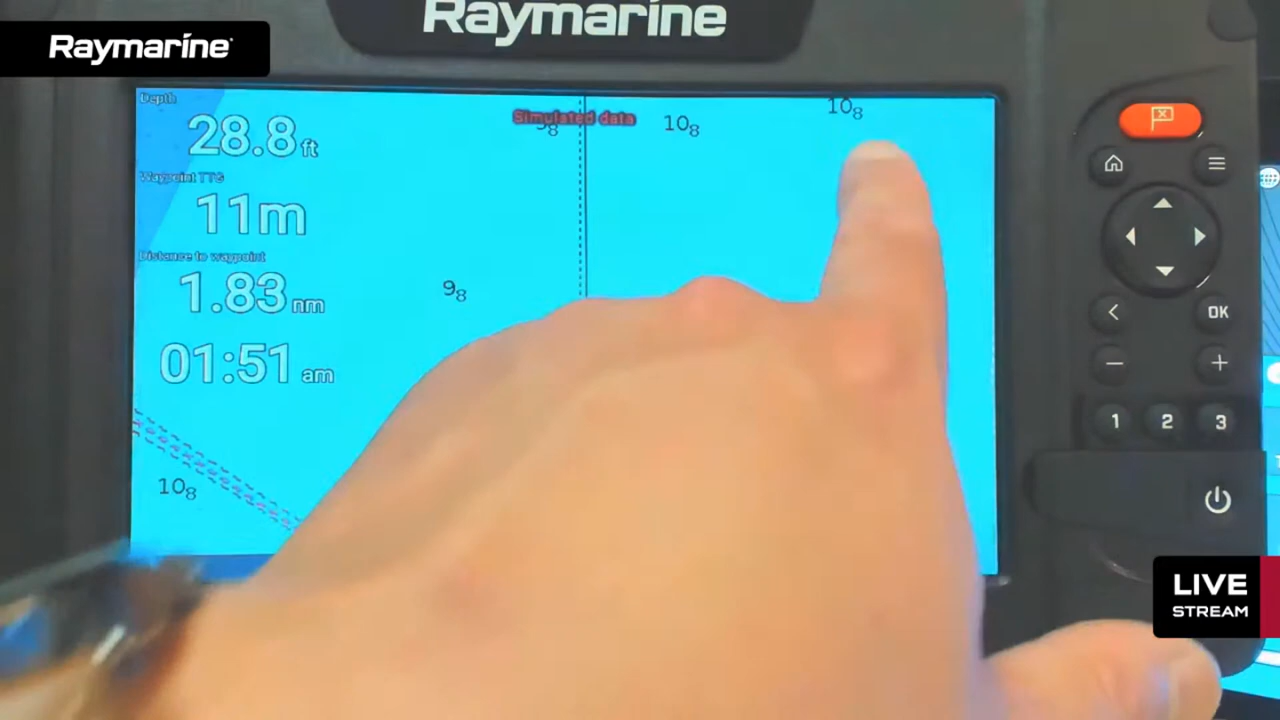 Raymarine
Raymarine
Depth
28.8 ft
Simulated data
10₈
10₈
Waypoint TTG
11m
Distance to waypoint
1.83 nm
9₈
01:51 am
10₈
OK
1 2 3
LIVE
STREAM